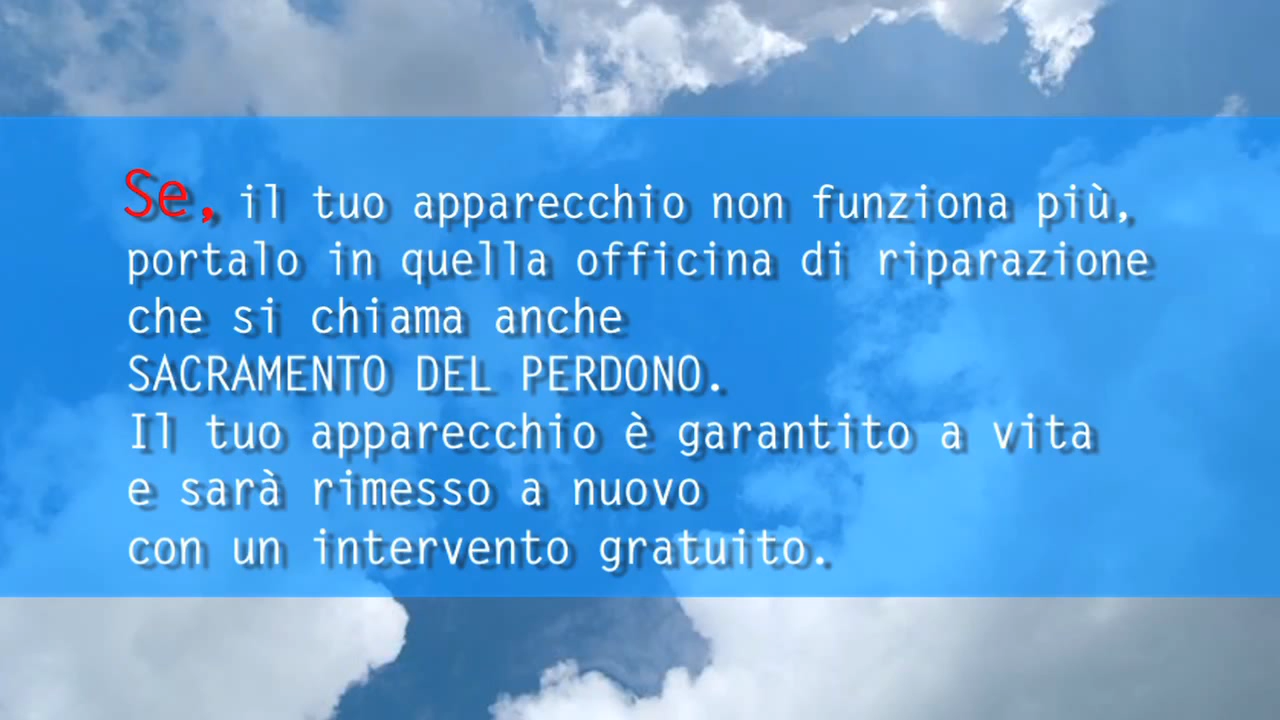 Se, il tuo apparecchio non funziona più,
portalo in quella officina di riparazione
che si chiama anche
SACRAMENTO DEL PERDONO.
Il tuo apparecchio è garantito a vita
e sarà rimesso a nuovo
con un intervento gratuito.